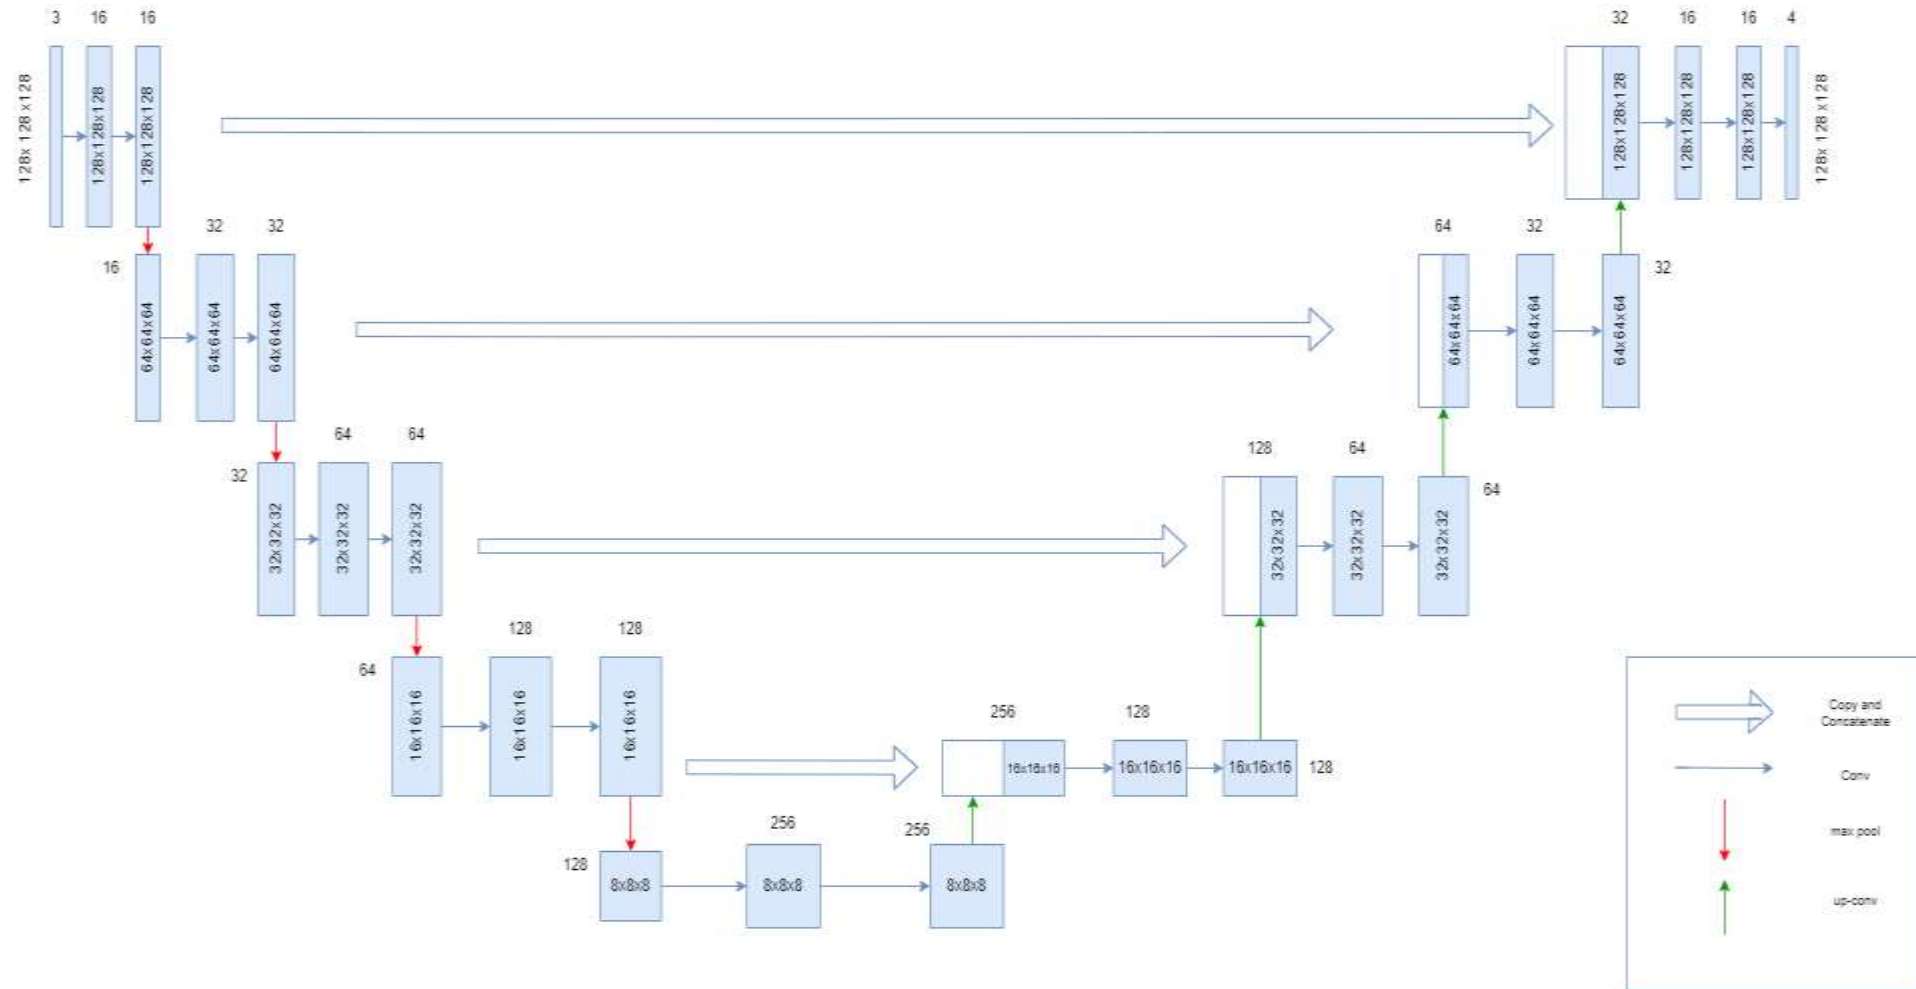 3 16 16
128x 128 x128
128x128x128
128x128x128
32 16 16 4
128x128x128
128x128x128
128x128x128
128x 128 x128
16 32 32
64x64x64
64x64x64
64x64x64
64 32 32
64x64x64
64x64x64
64x64x64
32 64 64
32x32x32
32x32x32
32x32x32
128 64 64
32x32x32
32x32x32
32x32x32
64 128 128
16x16x16
16x16x16
16x16x16
256 128 128
16x16x16
16x16x16
16x16x16
128 256 256
8x8x8
8x8x8
8x8x8
Copy and
Concatenate
Conv
max pool
up-conv